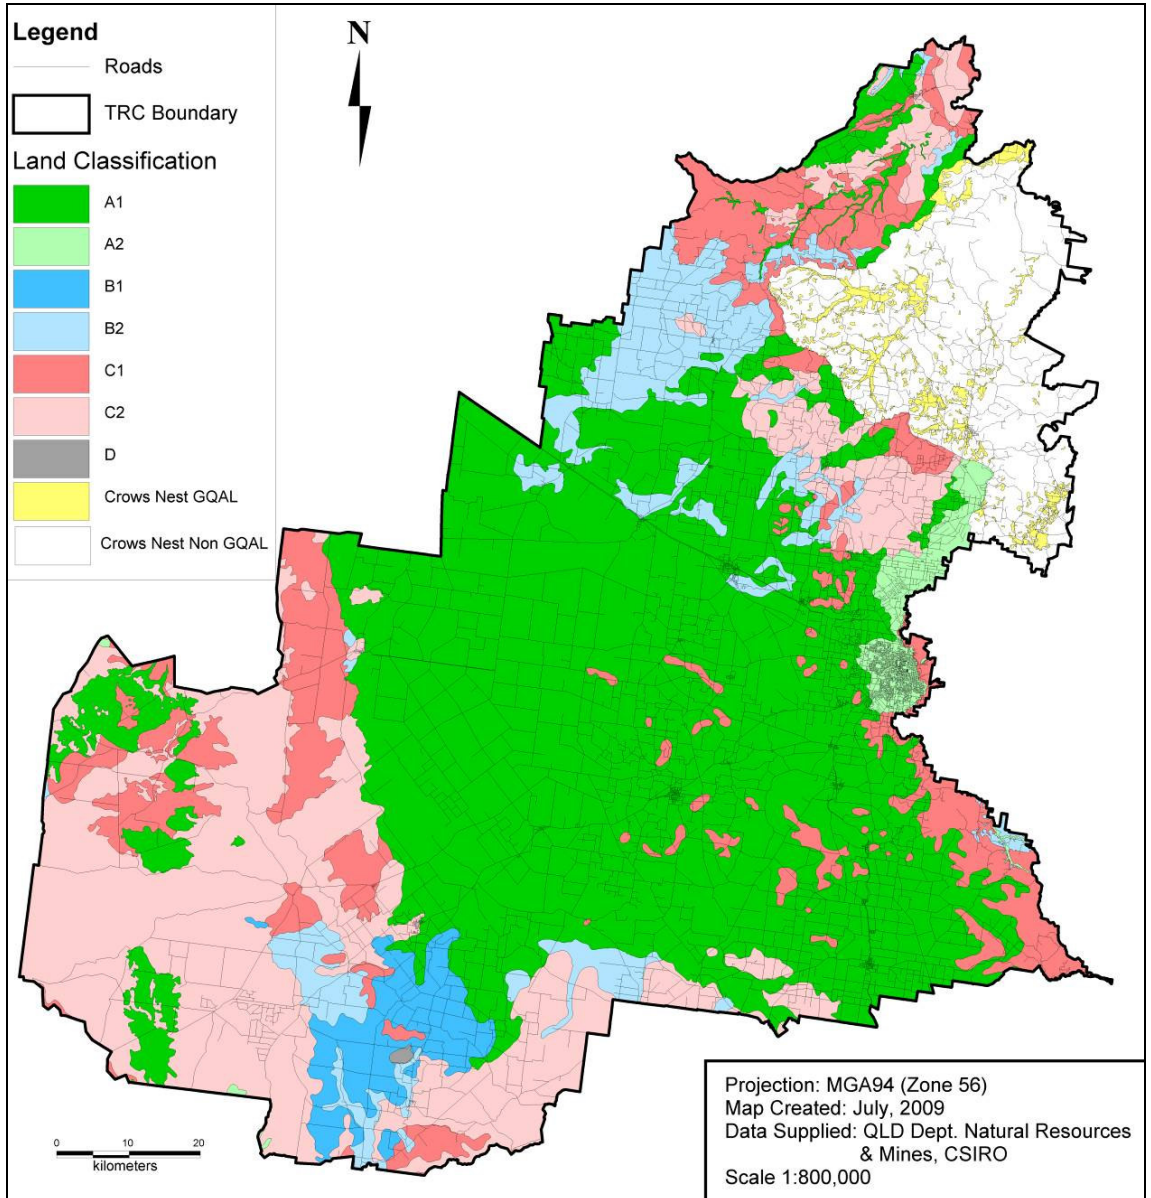 Legend
Roads
TRC Boundary
Land Classification
A1
A2
B1
B2
C1
C2
D
Crows Nest GQAL
Crows Nest Non GQAL
N
0 10 20
kilometers
Projection: MGA94 (Zone 56)
Map Created: July, 2009
Data Supplied: QLD Dept. Natural Resources
& Mines, CSIRO
Scale 1:800,000